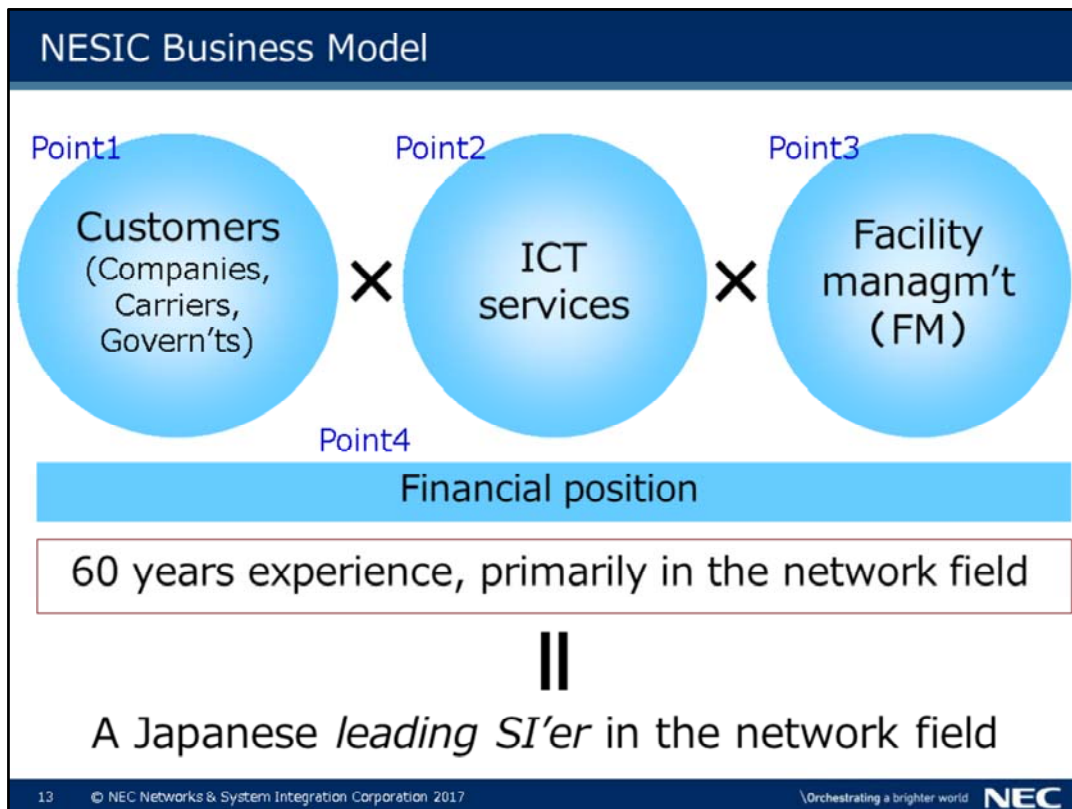 NESIC Business Model
Point1
Customers
(Companies,
Carriers,
Govern'ts)
×
Point2
ICT
services
×
Point3
Facility
managm't
(FM)
Point4
Financial position
60 years experience, primarily in the network field
=
A Japanese leading SI'er in the network field
13 © NEC Networks & System Integration Corporation 2017
\Orchestrating a brighter world NEC